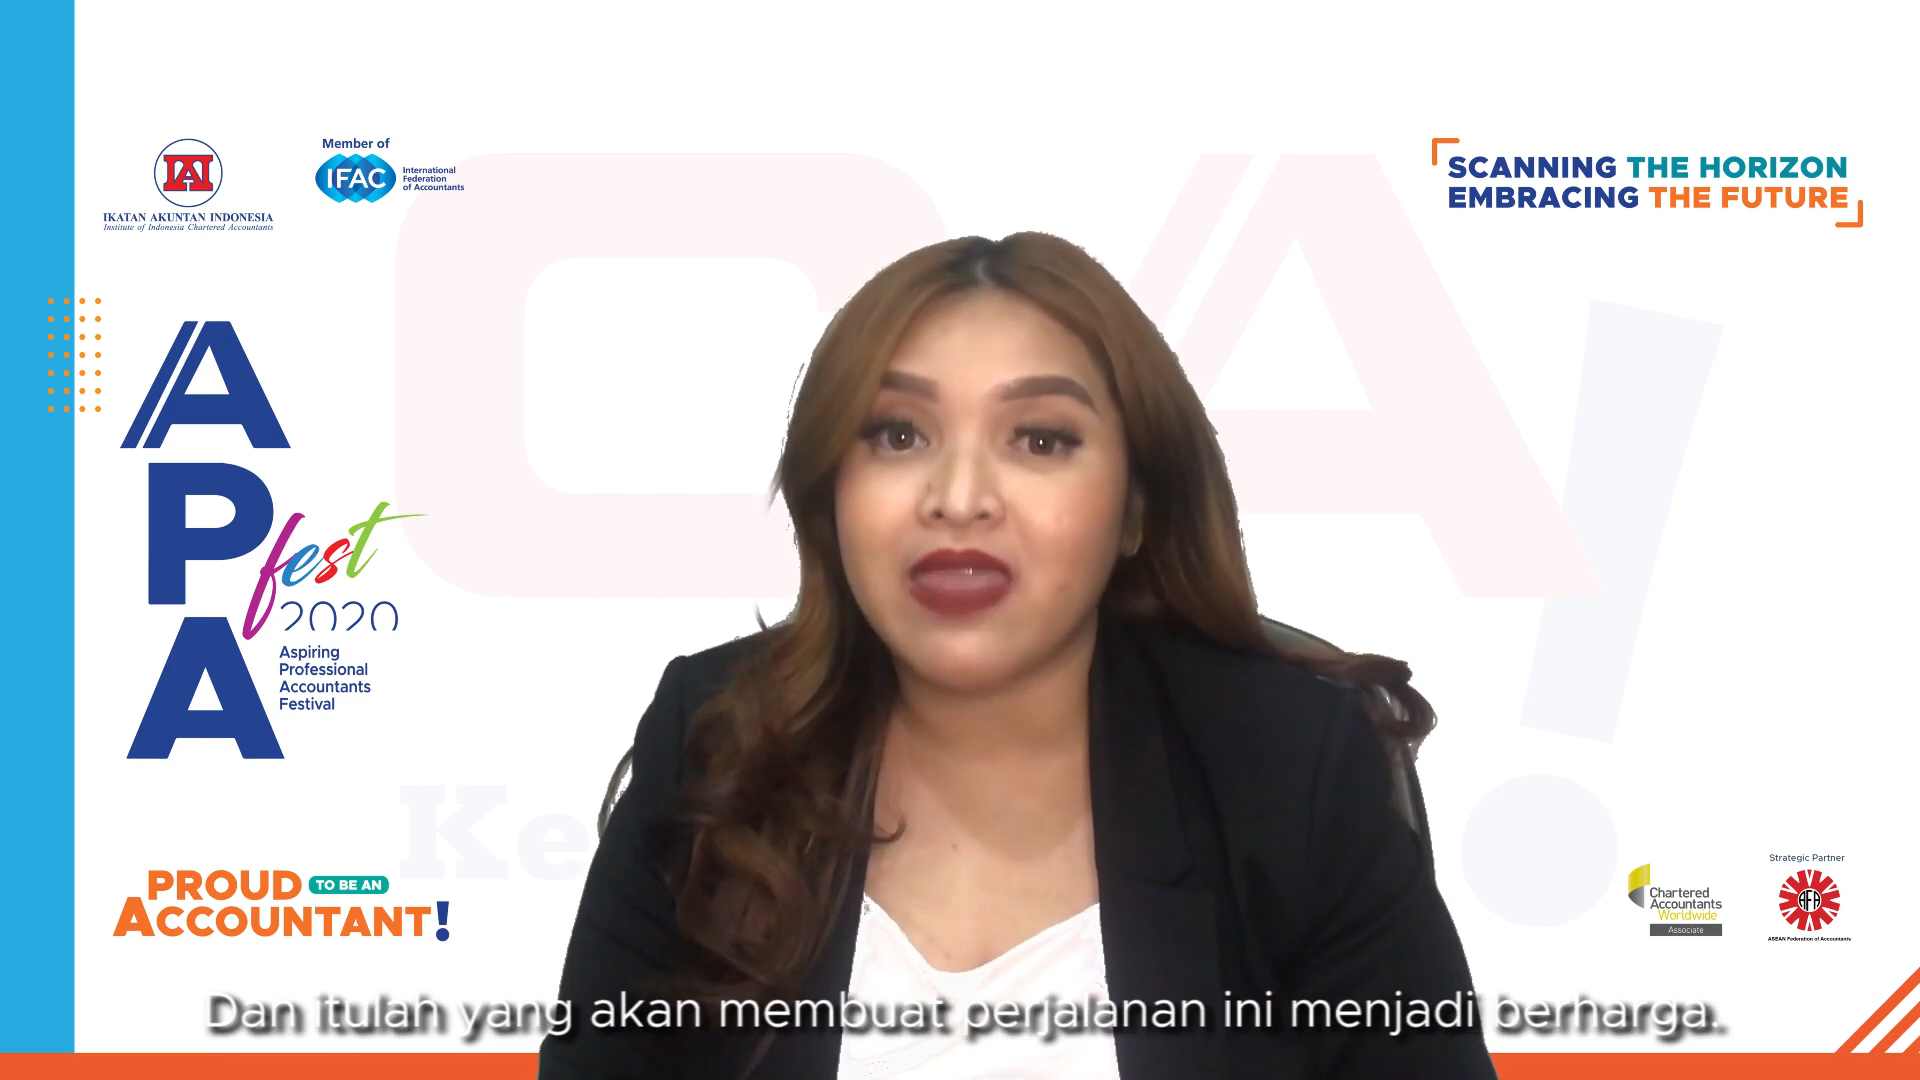 IAI
IKATAN AKUNTAN INDONESIA
Institute of Indonesia Chartered Accountants
Member of
IFAC
International
Federation
of Accountants
SCANNING THE HORIZON
EMBRACING THE FUTURE
CA!
APA
fest
2020
Aspiring
Professional
Accountants
Festival
Ke
PROUD TO BE AN
ACCOUNTANT!
Chartered
Accountants
Worldwide
Associate
Strategic Partner
AFA
ASEAN Federation of Accountants
Dan itulah yang akan membuat perjalanan ini menjadi berharga.